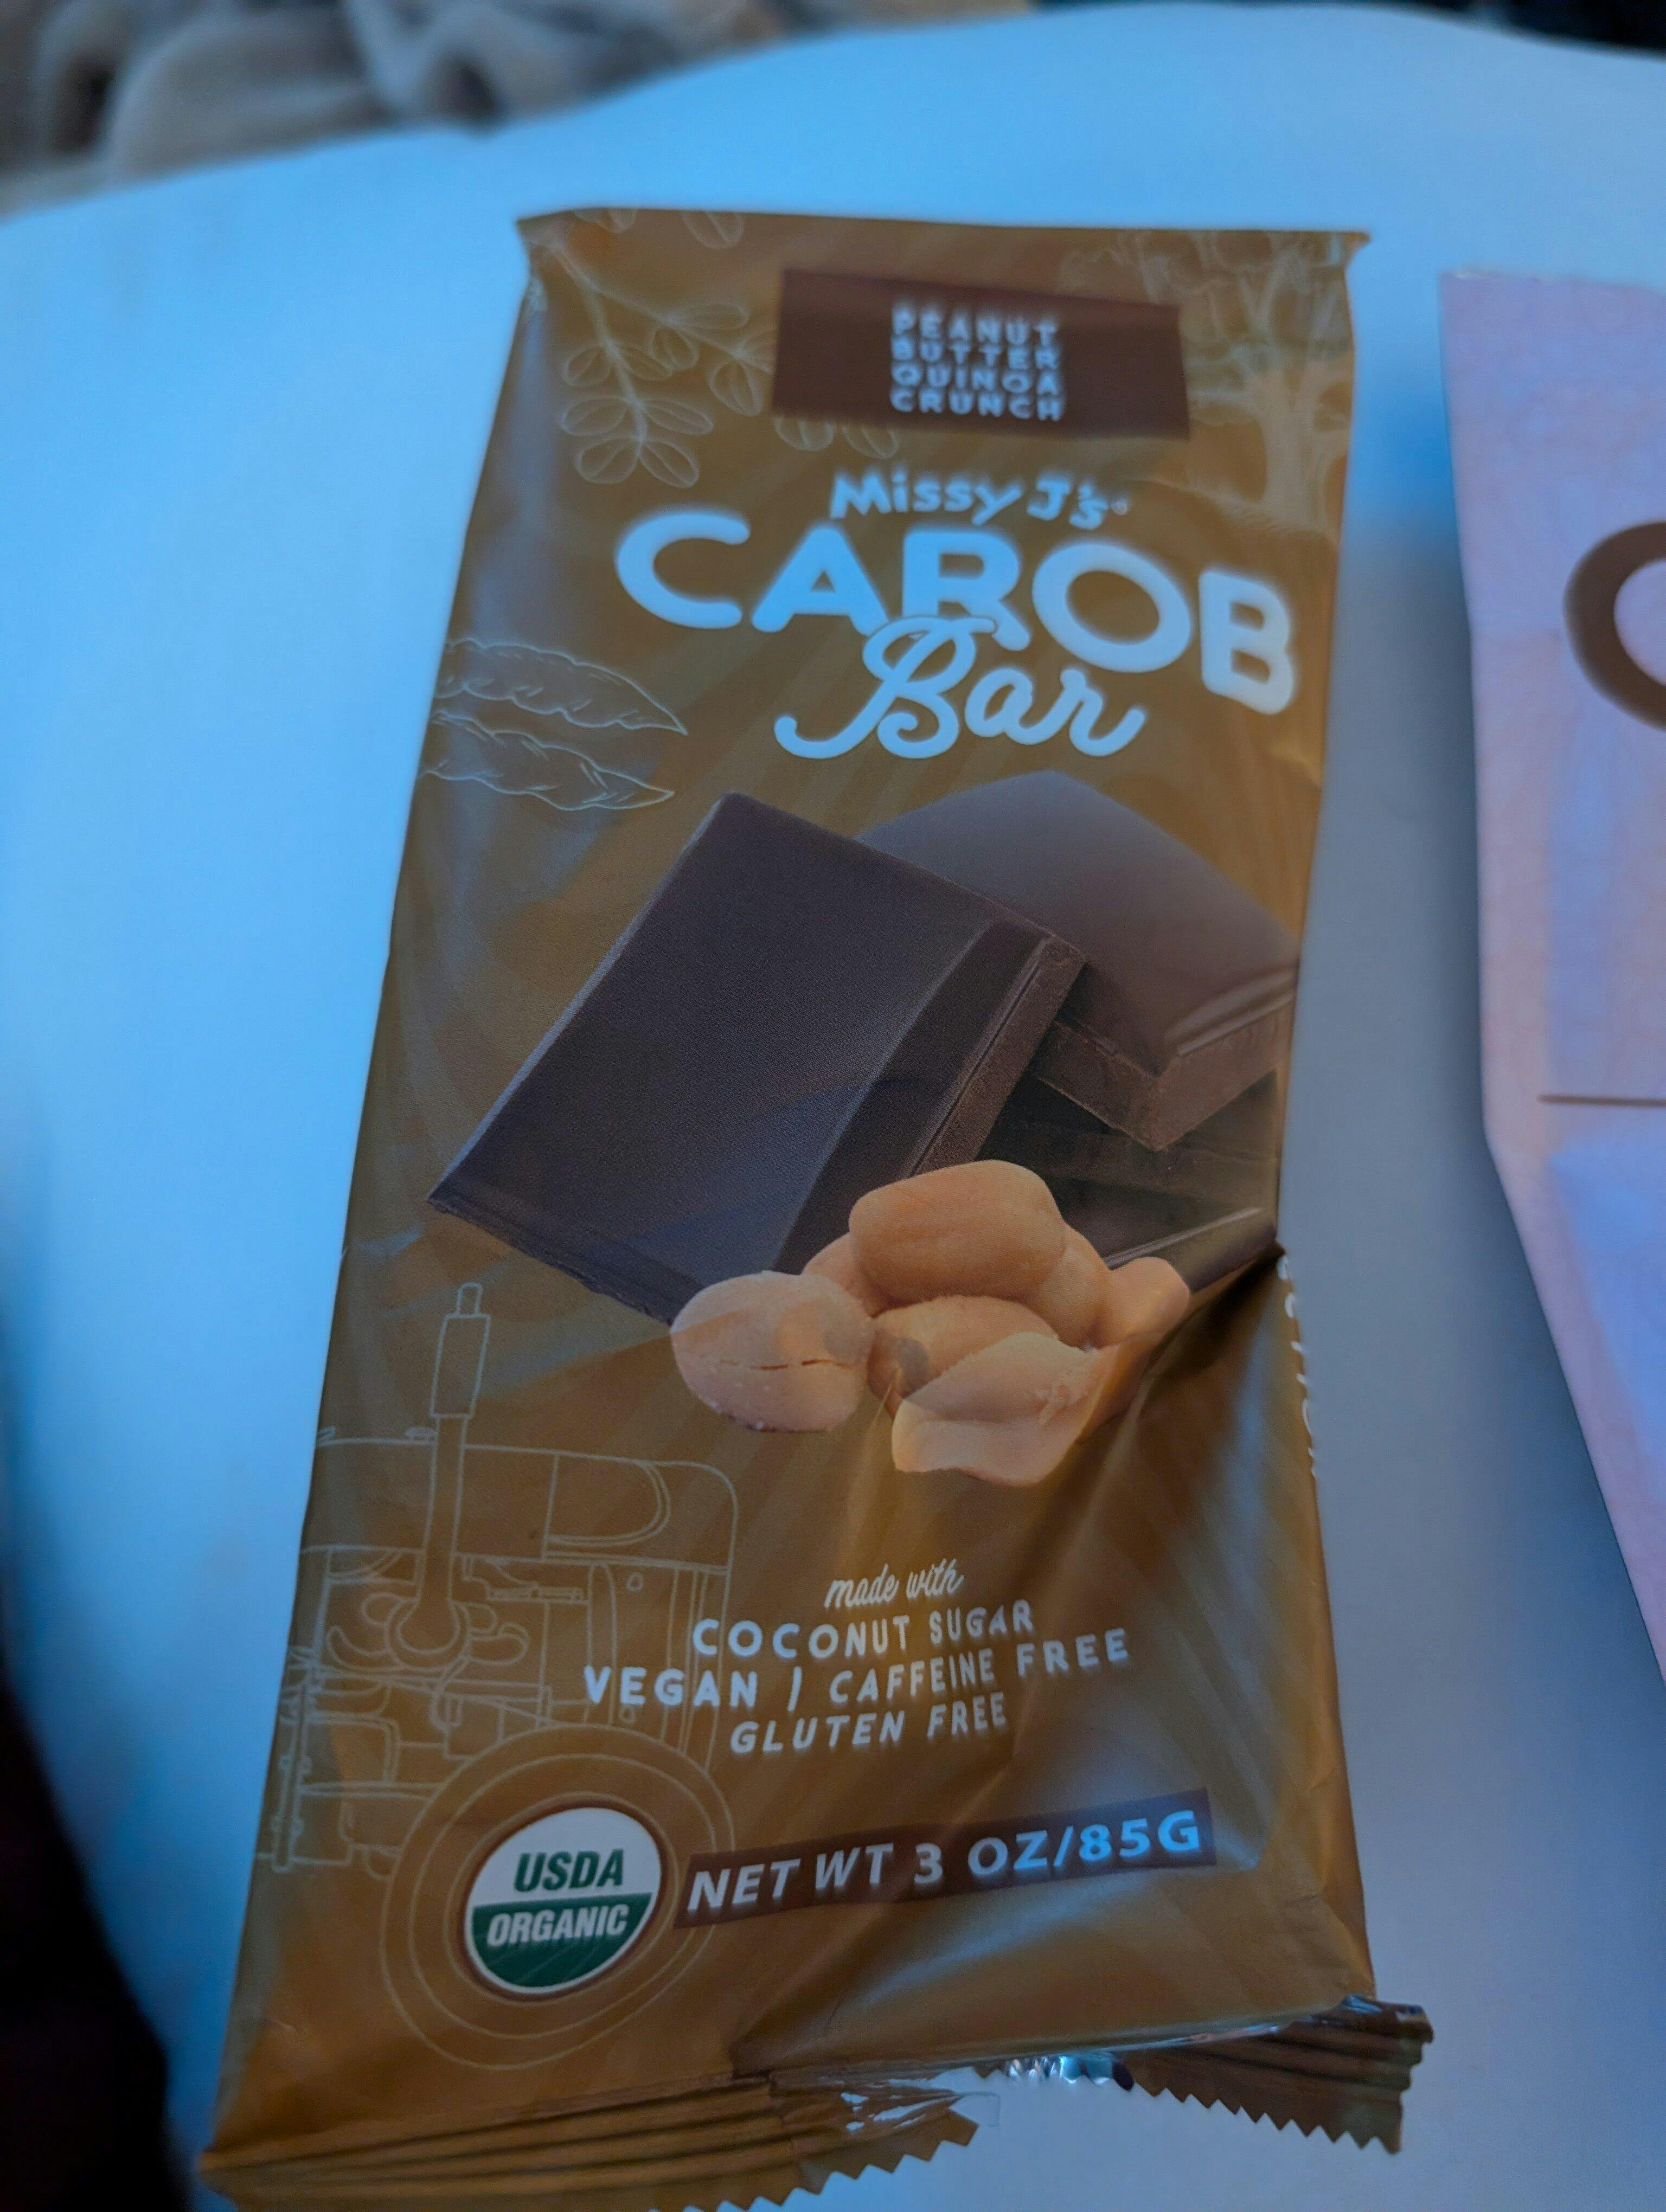 PEANUT
BUTTER
QUINOA
CRUNCH
Missy J's®
CAROB
Bar
made with
COCONUT SUGAR
VEGAN | CAFFEINE FREE
GLUTEN FREE
USDA
ORGANIC
NET WT 3 OZ/85G